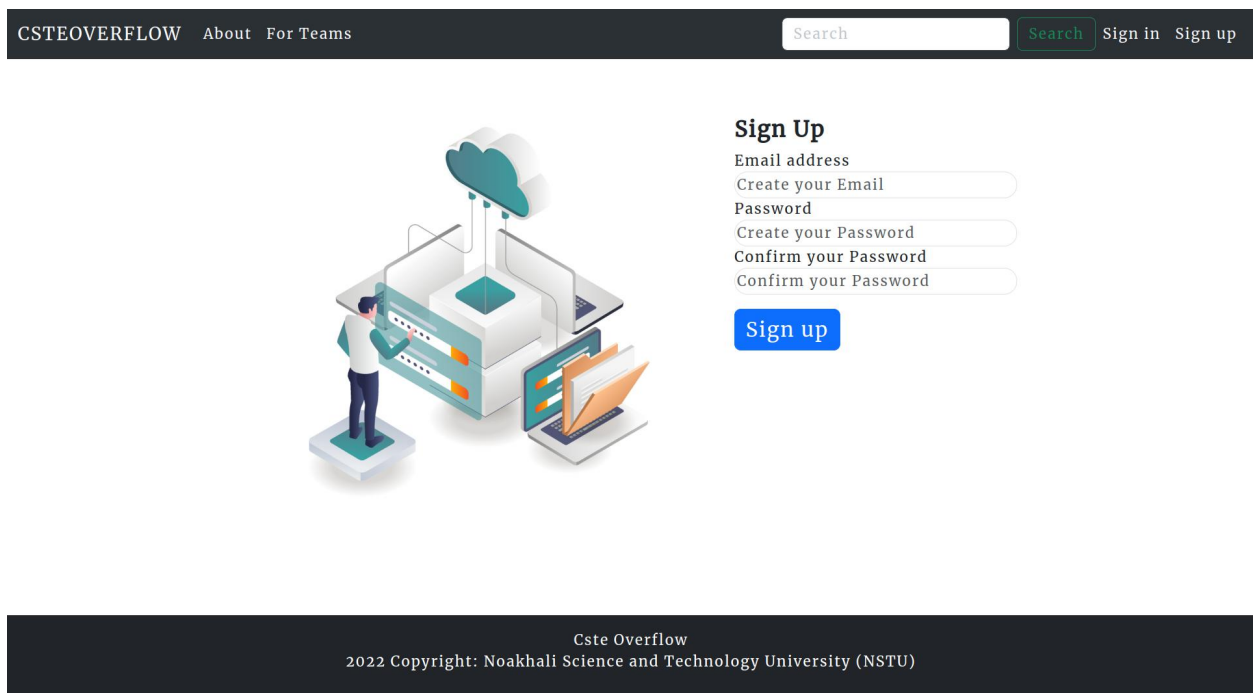 CSTEOVERFLOW About For Teams Search Search Sign in Sign up
Sign Up
Email address
Create your Email
Password
Create your Password
Confirm your Password
Confirm your Password
Sign up
Cste Overflow
2022 Copyright: Noakhali Science and Technology University (NSTU)